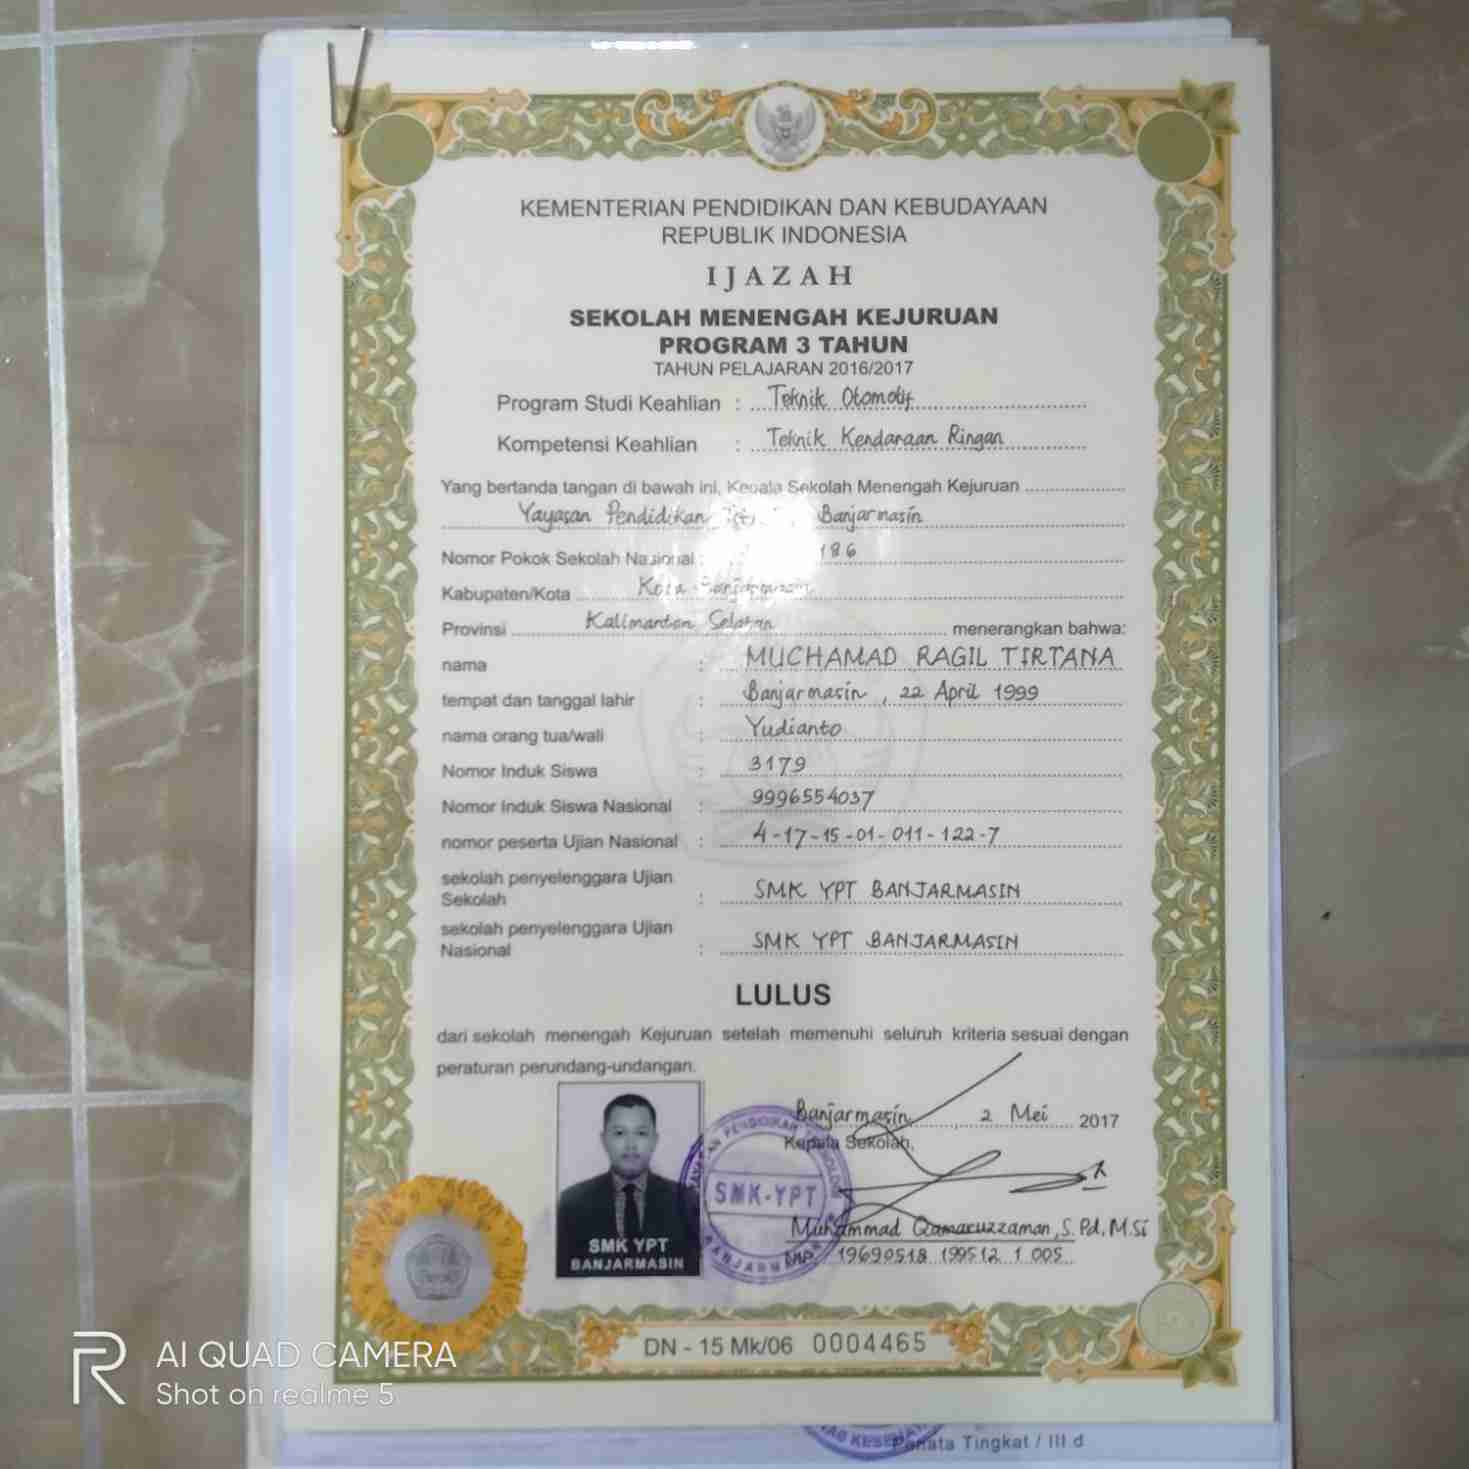 KEMENTERIAN PENDIDIKAN DAN KEBUDAYAAN
REPUBLIK INDONESIA
IJAZAH
SEKOLAH MENENGAH KEJURUAN
PROGRAM 3 TAHUN
TAHUN PELAJARAN 2016/2017
Program Studi Keahlian : Teknik Otomotif
Kompetensi Keahlian : Teknik Kendaraan Ringan
Yang bertanda tangan di bawah ini, Kepala Sekolah Menengah Kejuruan
Yayasan Pendidikan Banjarmasin
Nomor Pokok Sekolah Nasional : 186
Kabupaten/Kota Kota Banjarmasin
Provinsi Kalimantan Selatan menerangkan bahwa:
nama : MUCHAMAD RAGIL TIRTANA
tempat dan tanggal lahir : Banjarmasin, 22 April 1999
nama orang tua/wali : Yudianto
Nomor Induk Siswa : 3179
Nomor Induk Siswa Nasional : 9996554037
nomor peserta Ujian Nasional : 4-17-15-01-011-122-7
sekolah penyelenggara Ujian
Sekolah : SMK YPT BANJARMASIN
sekolah penyelenggara Ujian
Nasional : SMK YPT BANJARMASIN
LULUS
dari sekolah menengah Kejuruan setelah memenuhi seluruh kriteria sesuai dengan
peraturan perundang-undangan.
Banjarmasin, 2 Mei 2017
Kepala Sekolah,
SMK-YPT
Muhammad Qamaruzzaman, S.Pd, M.Si
19690518 199512 1 005
SMK YPT
BANJARMASIN
DN - 15 Mk/06 0004465
AI QUAD CAMERA
Shot on realme 5
Penata Tingkat / III d